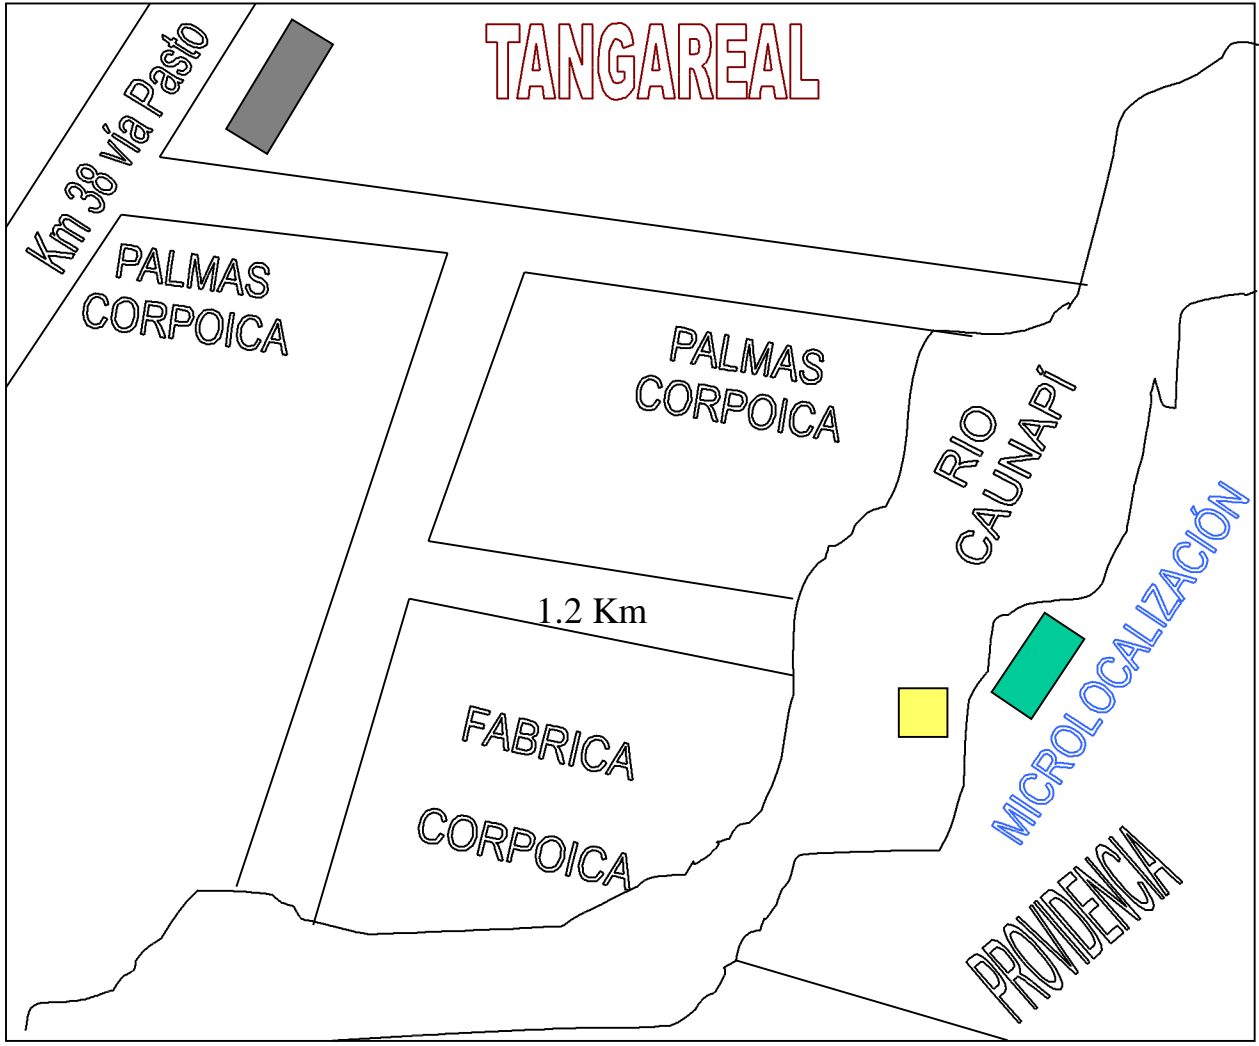 TANGAREAL
Km 38 vía Pasto
PALMAS
CORPOICA
PALMAS
CORPOICA
RIO
CAUNAPÍ
1.2 Km
MICROLOCALIZACIÓN
FABRICA
CORPOICA
PROVIDENCIA